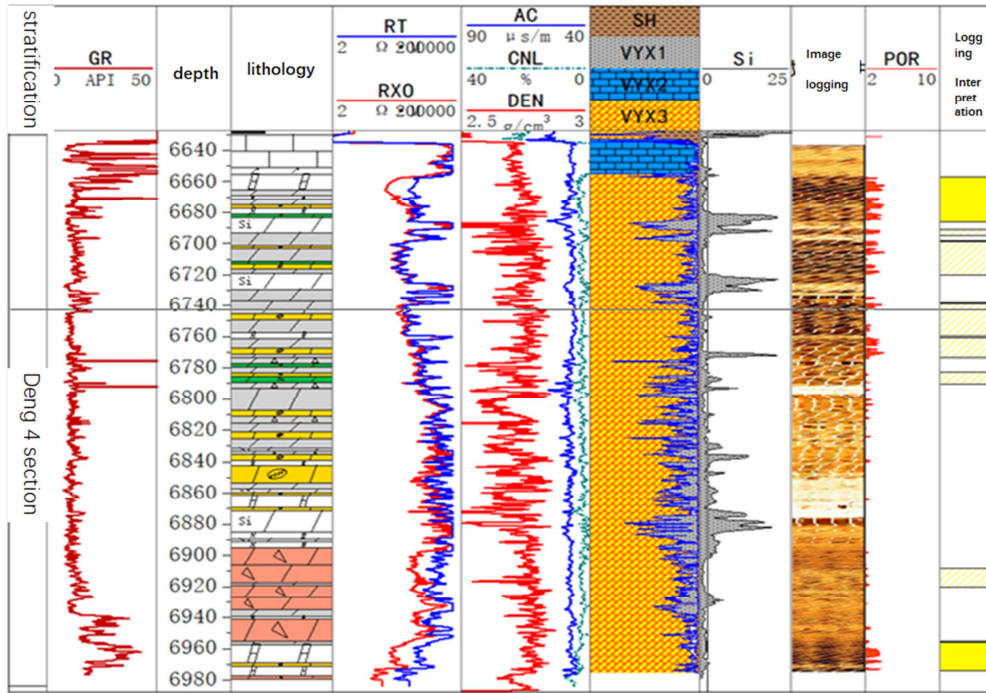 stratification
GR
0 API 50
depth
lithology
RT
2 Ω
RXO
2 Ω
AC
90 μs/m 40
CNL
40 % 0
DEN
2.5 g/cm³ 3
SH
VYX1
VYX2
VYX3
Si
0 25
Image
logging
POR
2 10
Logg
ing
Inter
pret
ation
6640
6660
6680
6700
6720
6740
6760
6780
6800
6820
6840
6860
6880
6900
6920
6940
6960
6980
Si
Si
Si
Deng 4 section